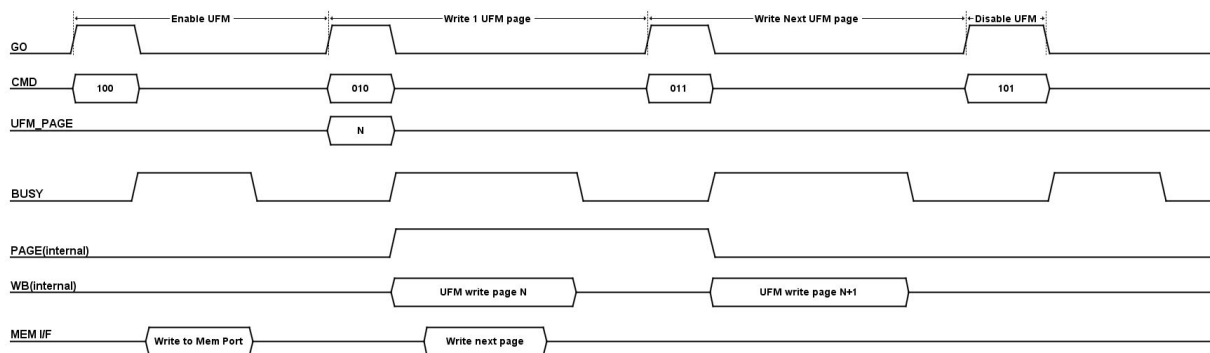 Enable UFM
Write 1 UFM page
Write Next UFM page
Disable UFM
GO
CMD
100
010
011
101
UFM_PAGE
N
BUSY
PAGE(internal)
WB(internal)
UFM write page N
UFM write page N+1
MEM I/F
Write to Mem Port
Write next page